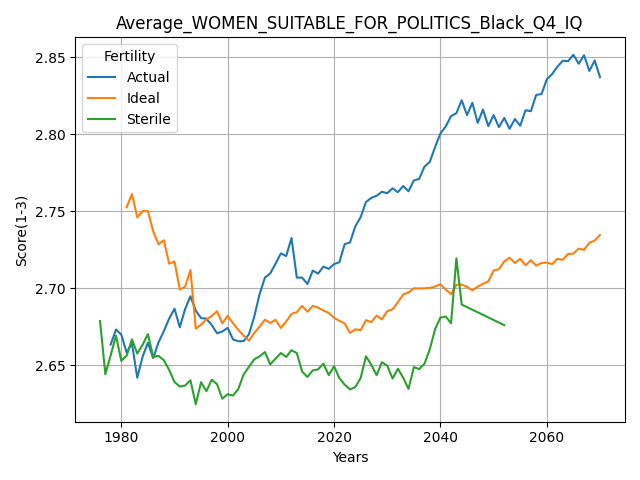 Average_WOMEN_SUITABLE_FOR_POLITICS_Black_Q4_IQ
Fertility
Actual
Ideal
Sterile
2.85
2.80
2.75
2.70
2.65
Score(1-3)
1980
2000
2020
2040
2060
Years